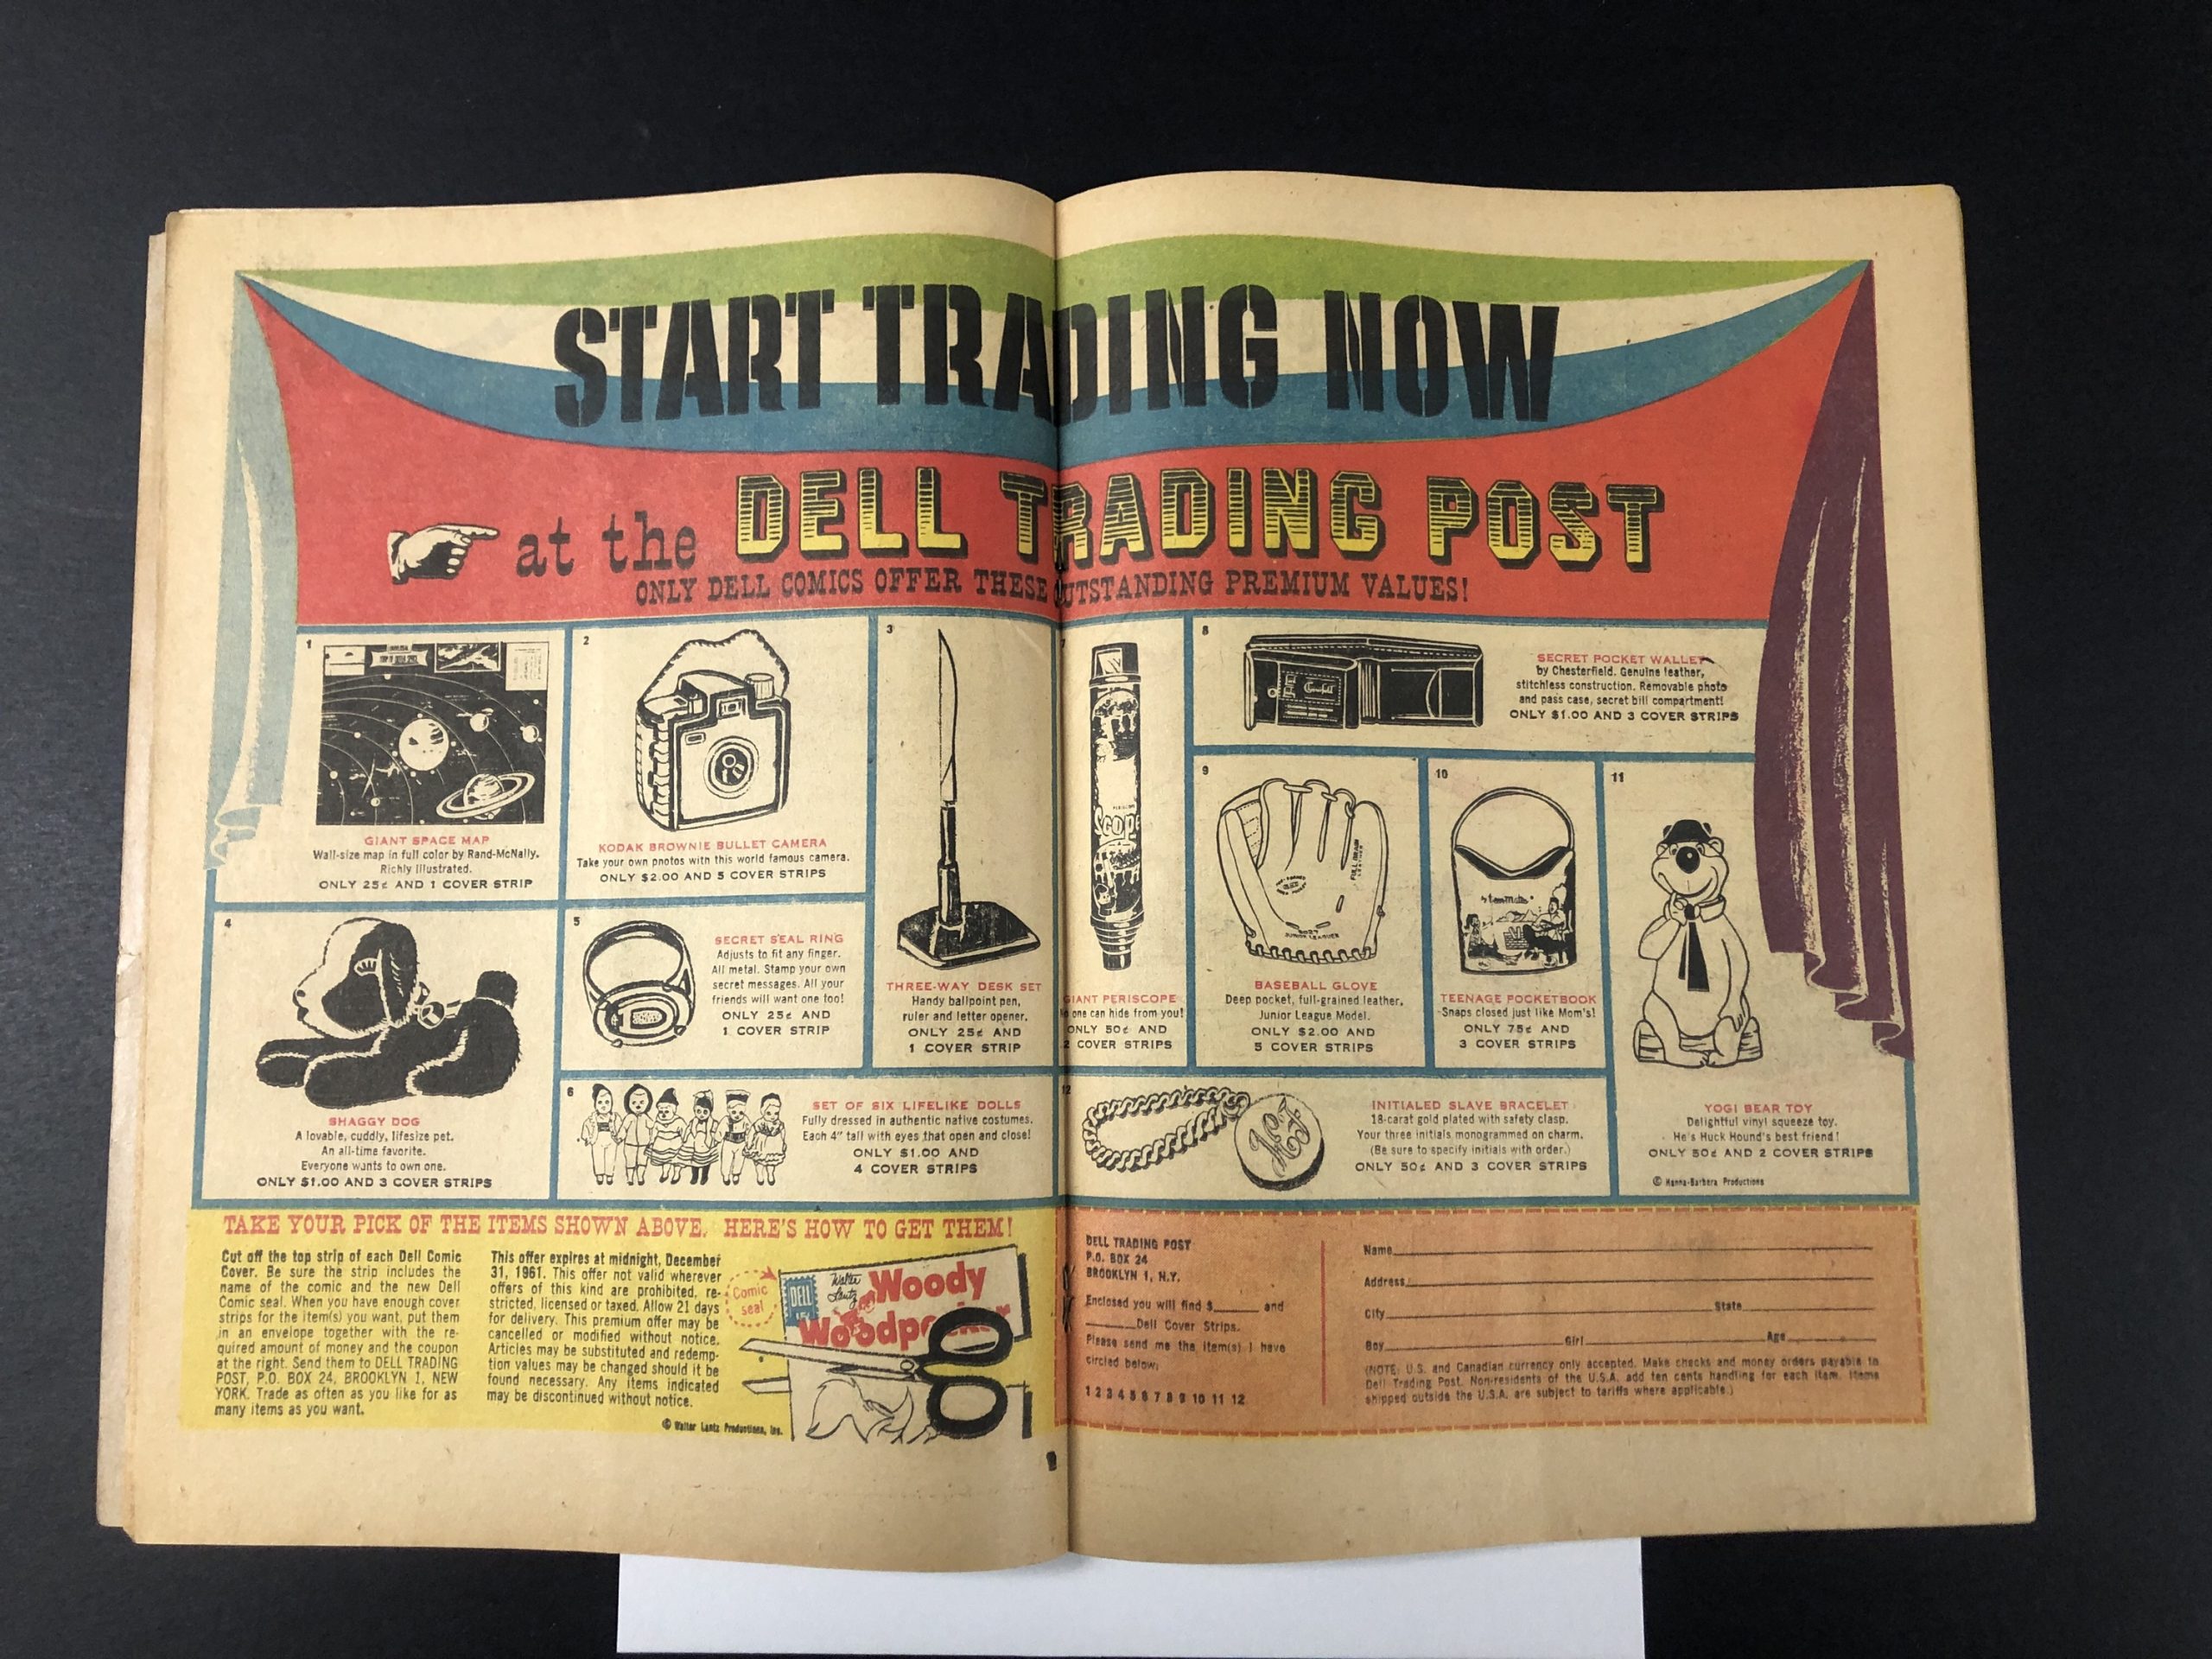 START TRADING NOW
at the DELL TRADING POST
ONLY DELL COMICS OFFER THESE OUTSTANDING PREMIUM VALUES!
1
GIANT SPACE MAP
Wall-size map in full color by Rand-McNally.
Richly illustrated.
ONLY 25¢ AND 1 COVER STRIP
2
KODAK BROWNIE BULLET CAMERA
Take your own photos with this world famous camera.
ONLY $2.00 AND 5 COVER STRIPS
3
THREE-WAY DESK SET
Handy ballpoint pen,
ruler and letter opener.
ONLY 25¢ AND
1 COVER STRIP
4
SHAGGY DOG
A lovable, cuddly, lifesize pet.
An all-time favorite.
Everyone wants to own one.
ONLY $1.00 AND 3 COVER STRIPS
5
SECRET SEAL RING
Adjusts to fit any finger.
All metal. Stamp your own
secret messages. All your
friends will want one too!
ONLY 25¢ AND
1 COVER STRIP
6
SET OF SIX LIFELIKE DOLLS
Fully dressed in authentic native costumes.
Each 4" tall with eyes that open and close!
ONLY $1.00 AND
4 COVER STRIPS
7
SCOPE
GIANT PERISCOPE
No one can hide from you!
ONLY 50¢ AND
2 COVER STRIPS
8
SECRET POCKET WALLET
by Chesterfield. Genuine leather,
stitchless construction. Removable photo
and pass case, secret bill compartment!
ONLY $1.00 AND 3 COVER STRIPS
9
FULL GRAIN
LEATHER
JUNIOR LEAGUER
BASEBALL GLOVE
Deep pocket, full-grained leather,
Junior League Model.
ONLY $2.00 AND
5 COVER STRIPS
10
TEENAGE POCKETBOOK
Snaps closed just like Mom's!
ONLY 75¢ AND
3 COVER STRIPS
11
YOGI BEAR TOY
Delightful vinyl squeeze toy.
He's Huck Hound's best friend!
ONLY 50¢ AND 2 COVER STRIPS
© Hanna-Barbera Productions
12
INITIALED SLAVE BRACELET
18-carat gold plated with safety clasp.
Your three initials monogrammed on charm.
(Be sure to specify initials with order.)
ONLY 50¢ AND 3 COVER STRIPS
TAKE YOUR PICK OF THE ITEMS SHOWN ABOVE. HERE'S HOW TO GET THEM!
Cut off the top strip of each Dell Comic
Cover. Be sure the strip includes the
name of the comic and the new Dell
Comic seal. When you have enough cover
strips for the item(s) you want, put them
in an envelope together with the re-
quired amount of money and the coupon
at the right. Send them to DELL TRADING
POST, P.O. BOX 24, BROOKLYN 1, NEW
YORK. Trade as often as you like for as
many items as you want.
This offer expires at midnight, December
31, 1961. This offer not valid wherever
offers of this kind are prohibited, re-
stricted, licensed or taxed. Allow 21 days
for delivery. This premium offer may be
cancelled or modified without notice.
Articles may be substituted and redemp-
tion values may be changed should it be
found necessary. Any items indicated
may be discontinued without notice.
© Walter Lantz Productions, Inc.
Comic
seal
DELL
15¢
Walter
Lantz
Woody
Woodpecker
DELL TRADING POST
P.O. BOX 24
BROOKLYN 1, N.Y.
Enclosed you will find $______ and
________Dell Cover Strips.
Please send me the item(s) I have
circled below:
1 2 3 4 5 6 7 8 9 10 11 12
Name
Address
City State
Boy Girl Age
(NOTE: U.S. and Canadian currency only accepted. Make checks and money orders payable to
Dell Trading Post. Non-residents of the U.S.A. add ten cents handling for each item. Items
shipped outside the U.S.A. are subject to tariffs where applicable.)